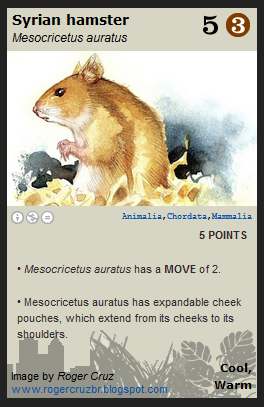 Syrian hamster
Mesocricetus auratus
5 3
Animalia,Chordata,Mammalia
5 POINTS
• Mesocricetus auratus has a MOVE of 2.
• Mesocricetus auratus has expandable cheek
pouches, which extend from its cheeks to its
shoulders.
Cool,
Warm
Image by Roger Cruz
www.rogercruzbr.blogspot.com